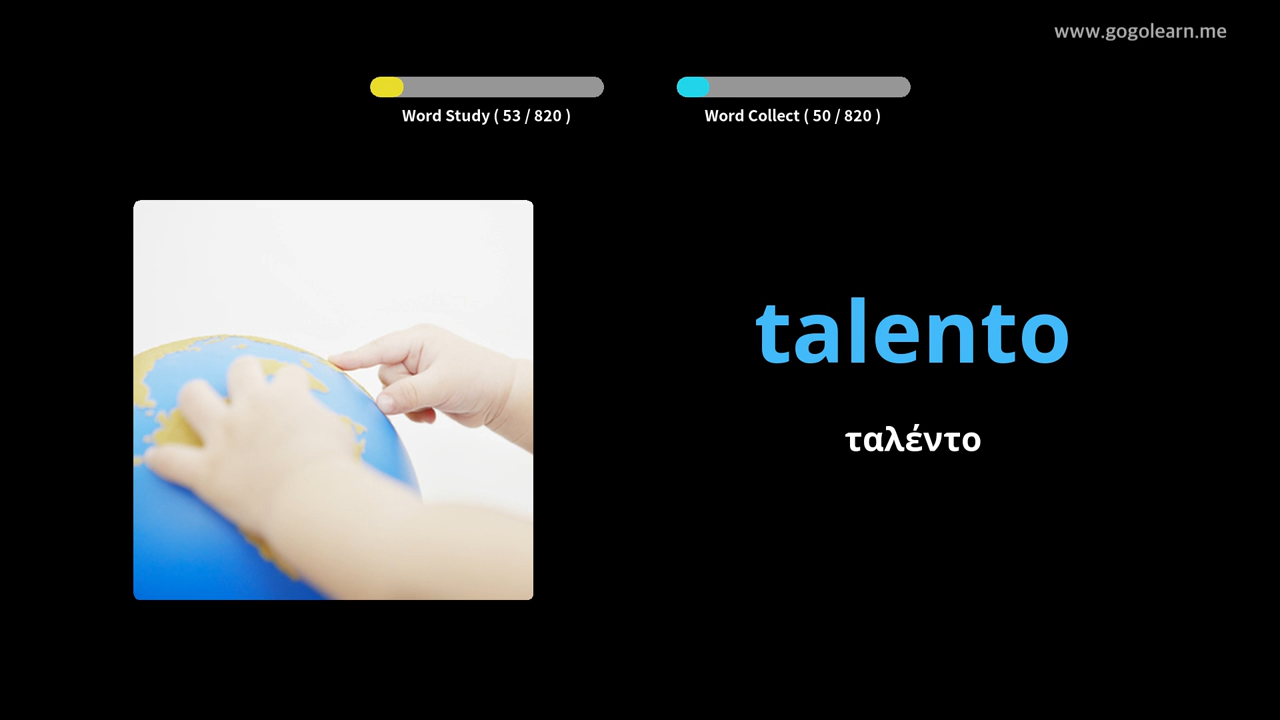 www.gogolearn.me
Word Study ( 53 / 820 )
Word Collect ( 50 / 820 )
talento
ταλέντο